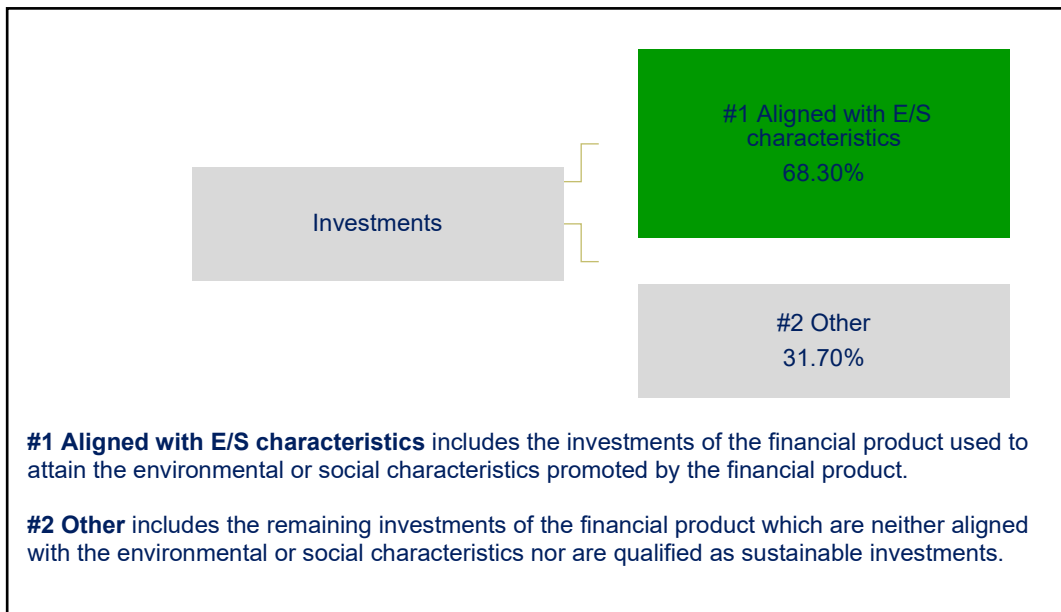 #1 Aligned with E/S
characteristics
68.30%
Investments
#2 Other
31.70%
#1 Aligned with E/S characteristics includes the investments of the financial product used to
attain the environmental or social characteristics promoted by the financial product.
#2 Other includes the remaining investments of the financial product which are neither aligned
with the environmental or social characteristics nor are qualified as sustainable investments.